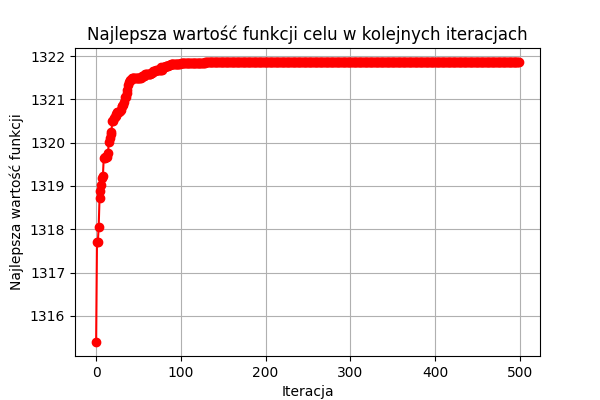 Najlepsza wartość funkcji celu w kolejnych iteracjach
1322
1321
1320
1319
1318
1317
1316
Najlepsza wartość funkcji
0 100 200 300 400 500
Iteracja